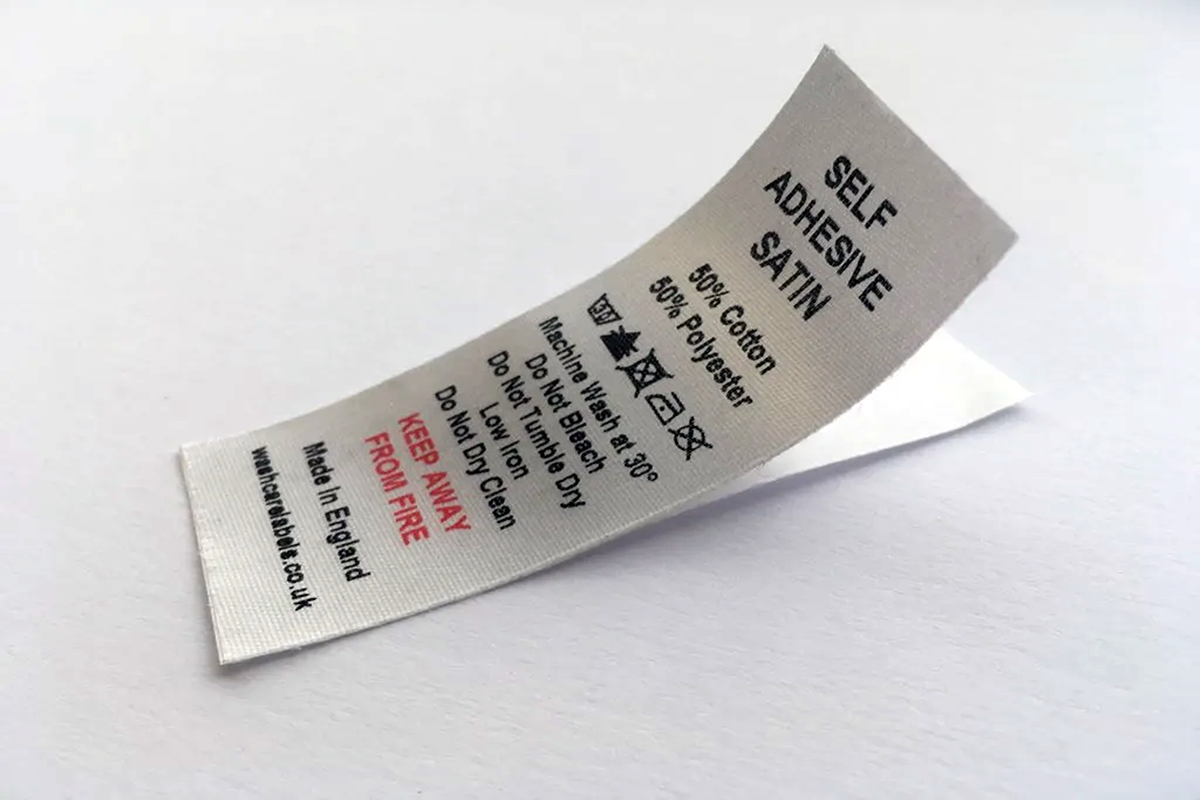 SELF
ADHESIVE
SATIN
50% Cotton
50% Polyester
30
Machine Wash at 30°
Do Not Bleach
Do Not Tumble Dry
Low Iron
Do Not Dry Clean
KEEP AWAY
FROM FIRE
Made In England
washcarelabels.co.uk